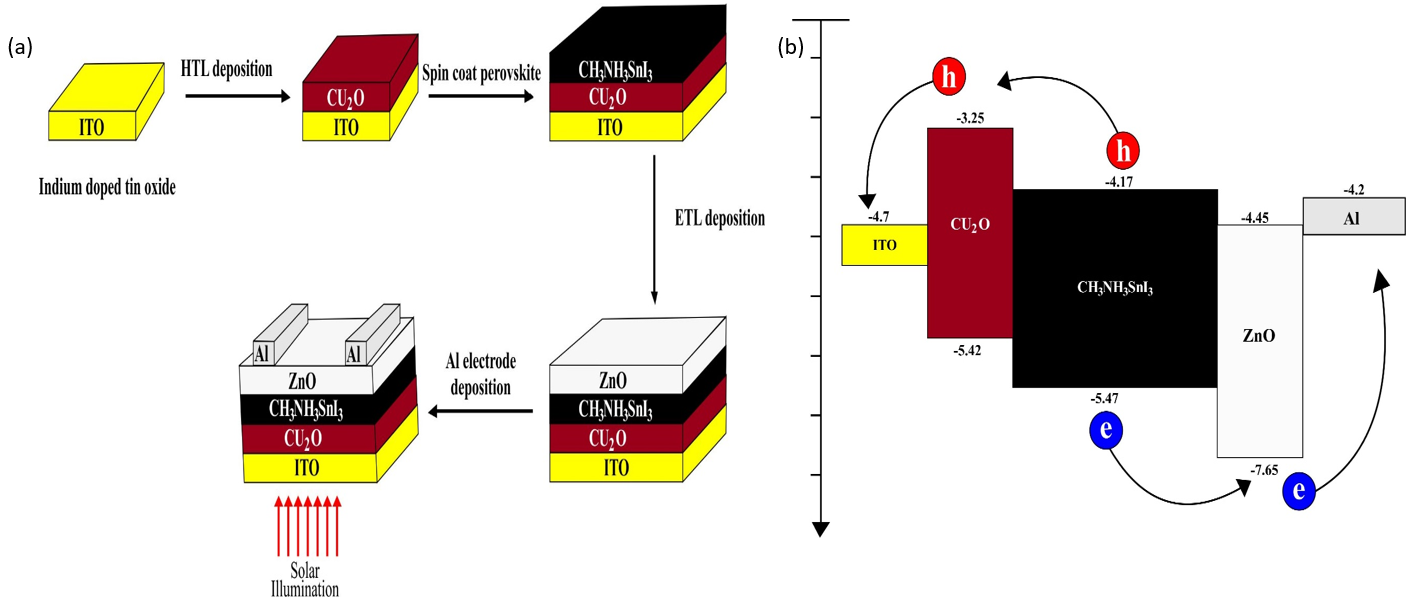 (a)
HTL deposition
Spin coat perovskite
ITO
CU₂O
ITO
CH₃NH₃SnI₃
CU₂O
ITO
Indium doped tin oxide
ETL deposition
Al
Al
ZnO
CH₃NH₃SnI₃
CU₂O
ITO
Al electrode
deposition
ZnO
CH₃NH₃SnI₃
CU₂O
ITO
Solar
Illumination
(b)
h
h
-3.25
-4.17
-4.2
-4.7
-4.45
ITO
CU₂O
Al
CH₃NH₃SnI₃
ZnO
-5.42
-5.47
-7.65
e
e